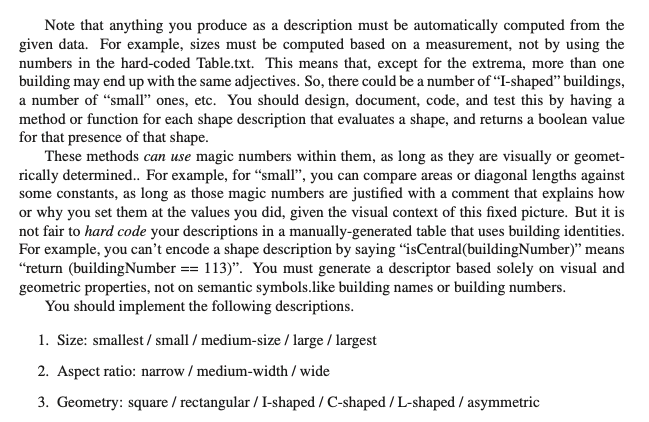 Note that anything you produce as a description must be automatically computed from the
given data. For example, sizes must be computed based on a measurement, not by using the
numbers in the hard-coded Table.txt. This means that, except for the extrema, more than one
building may end up with the same adjectives. So, there could be a number of “I-shaped” buildings,
a number of “small” ones, etc. You should design, document, code, and test this by having a
method or function for each shape description that evaluates a shape, and returns a boolean value
for that presence of that shape.
These methods can use magic numbers within them, as long as they are visually or geomet-
rically determined.. For example, for “small”, you can compare areas or diagonal lengths against
some constants, as long as those magic numbers are justified with a comment that explains how
or why you set them at the values you did, given the visual context of this fixed picture. But it is
not fair to hard code your descriptions in a manually-generated table that uses building identities.
For example, you can’t encode a shape description by saying “isCentral(buildingNumber)” means
“return (buildingNumber == 113)”. You must generate a descriptor based solely on visual and
geometric properties, not on semantic symbols.like building names or building numbers.
You should implement the following descriptions.
1. Size: smallest / small / medium-size / large / largest
2. Aspect ratio: narrow / medium-width / wide
3. Geometry: square / rectangular / I-shaped / C-shaped / L-shaped / asymmetric